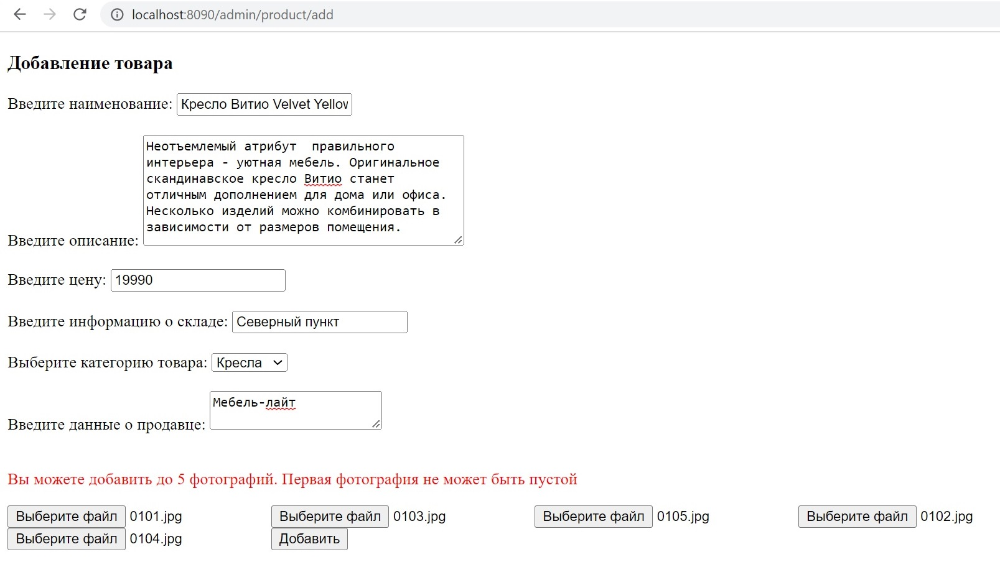 localhost:8090/admin/product/add
Добавление товара
Введите наименование: Кресло Витио Velvet Yellow
Неотъемлемый атрибут  правильного
интерьера - уютная мебель. Оригинальное
скандинавское кресло Витио станет
отличным дополнением для дома или офиса.
Несколько изделий можно комбинировать в
зависимости от размеров помещения.
Введите описание:
Введите цену: 19990
Введите информацию о складе: Северный пункт
Выберите категорию товара: Кресла
Мебель-лайт
Введите данные о продавце:
Вы можете добавить до 5 фотографий. Первая фотография не может быть пустой
Выберите файл 0101.jpg Выберите файл 0103.jpg Выберите файл 0105.jpg Выберите файл 0102.jpg
Выберите файл 0104.jpg Добавить